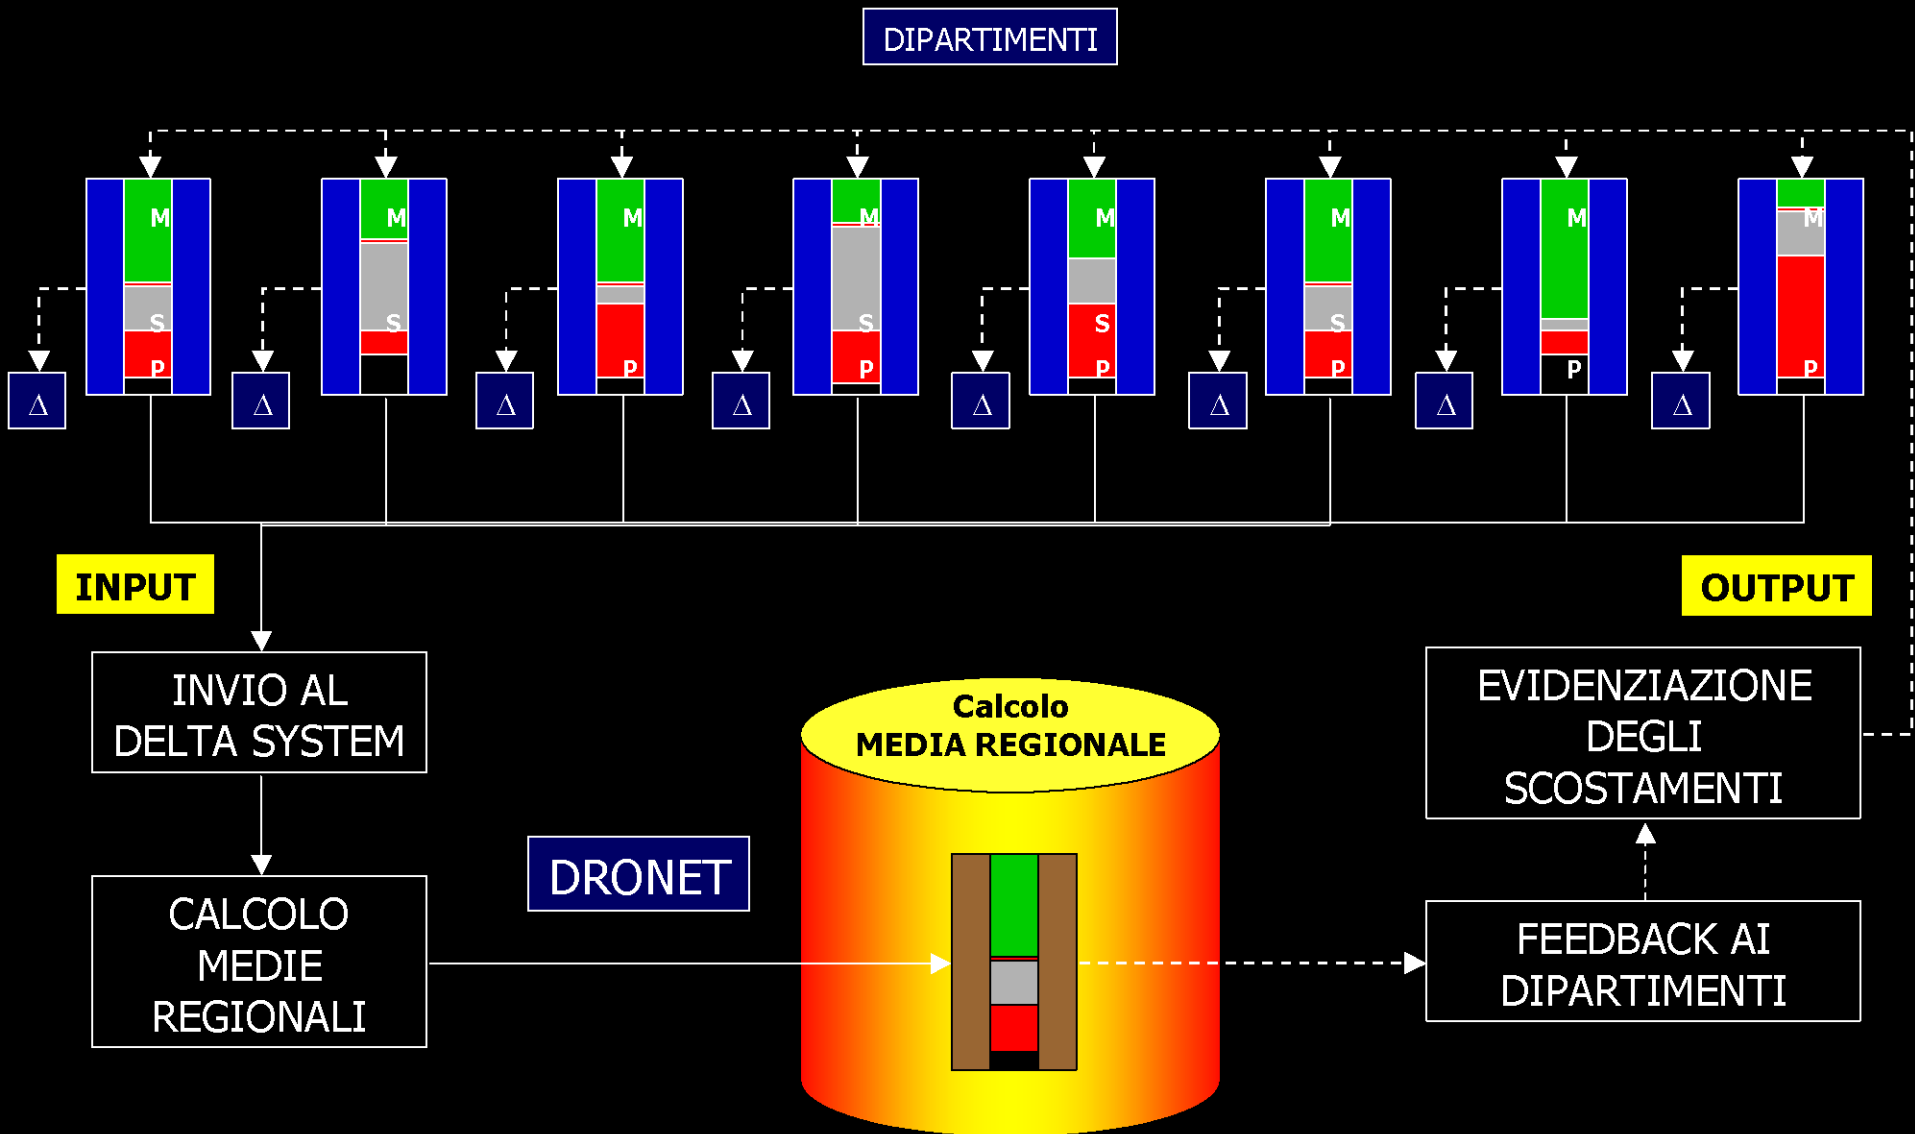 DIPARTIMENTI
M M M M M M M M
S S S S S
P P P P P P P
Δ Δ Δ Δ Δ Δ Δ Δ
INPUT
OUTPUT
INVIO AL
DELTA SYSTEM
Calcolo
MEDIA REGIONALE
EVIDENZIAZIONE
DEGLI
SCOSTAMENTI
DRONET
CALCOLO
MEDIE
REGIONALI
FEEDBACK AI
DIPARTIMENTI